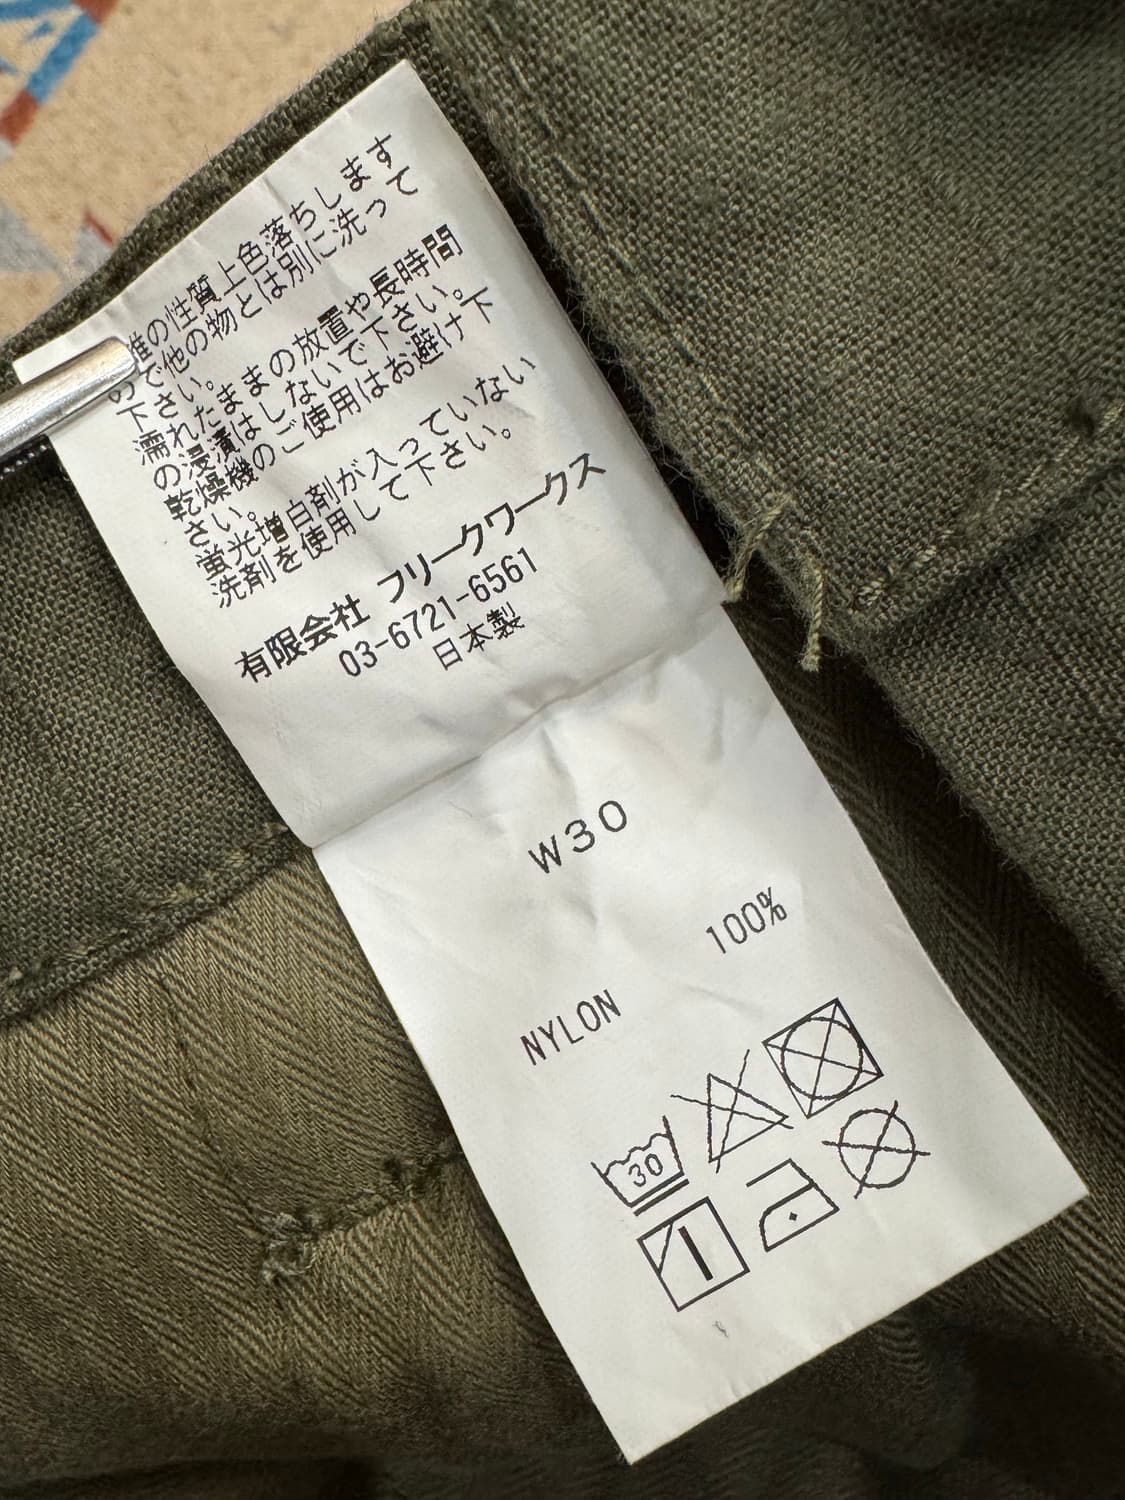 維の性質上色落ちします
ので他の物とは別に洗って
下さい。
濡れたままの放置や長時間
の浸漬はしないで下さい。
乾燥機のご使用はお避け下
さい。
蛍光増白剤が入っていない
洗剤を使用して下さい。
有限会社 フリークワークス
03-6721-6561
日本製
W30
100%
NYLON
30